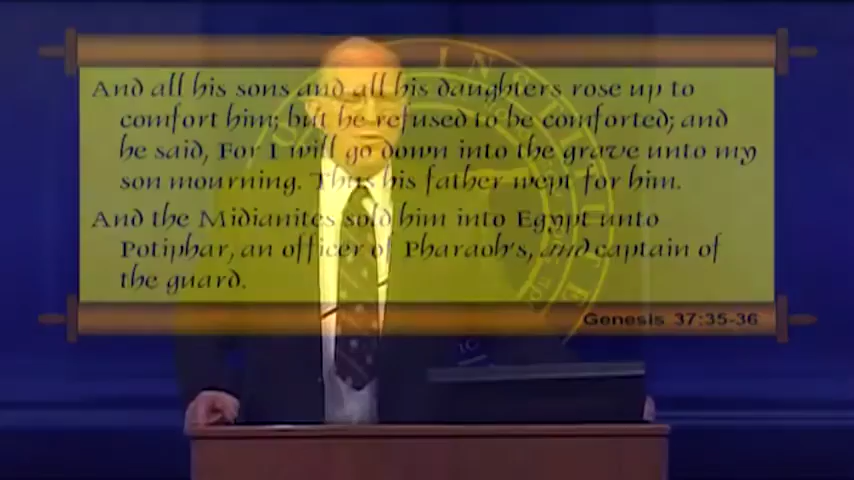 And all his sons and all his daughters rose up to
comfort him; but he refused to be comforted; and
he said, For I will go down into the grave unto my
son mourning. Thus his father wept for him.
And the Midianites sold him into Egypt unto
Potiphar, an officer of Pharaoh's, and captain of
the guard.
Genesis 37:35-36